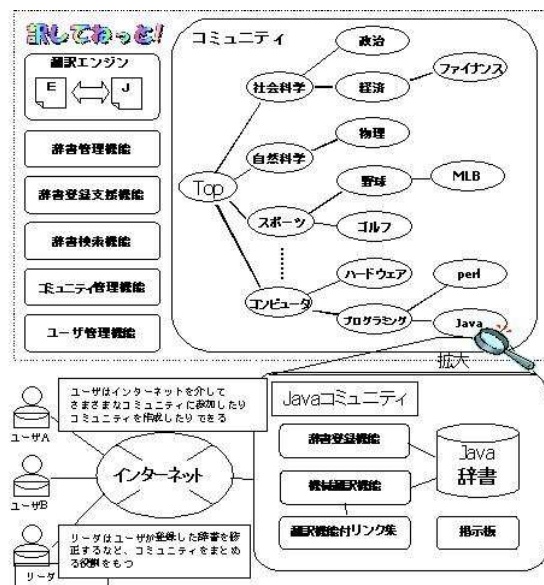 訳してねっと!
翻訳エンジン
E
J
辞書管理機能
辞書登録支援機能
辞書検索機能
コミュニティ管理機能
ユーザ管理機能
コミュニティ
政治
社会科学
経済
ファイナンス
物理
自然科学
Top
野球
MLB
スポーツ
ゴルフ
ハードウェア
perl
コンピュータ
プログラミング
Java
拡大
ユーザはインターネットを介して
さまざまなコミュニティに参加したり
コミュニティを作成したりできる
ユーザA
インターネット
ユーザB
リーダはユーザが登録した辞書を修
正するなど、コミュニティをまとめ
る役割をもつ
リーダ
Javaコミュニティ
辞書登録機能
機械翻訳機能
翻訳機能付リンク集
Java
辞書
掲示板